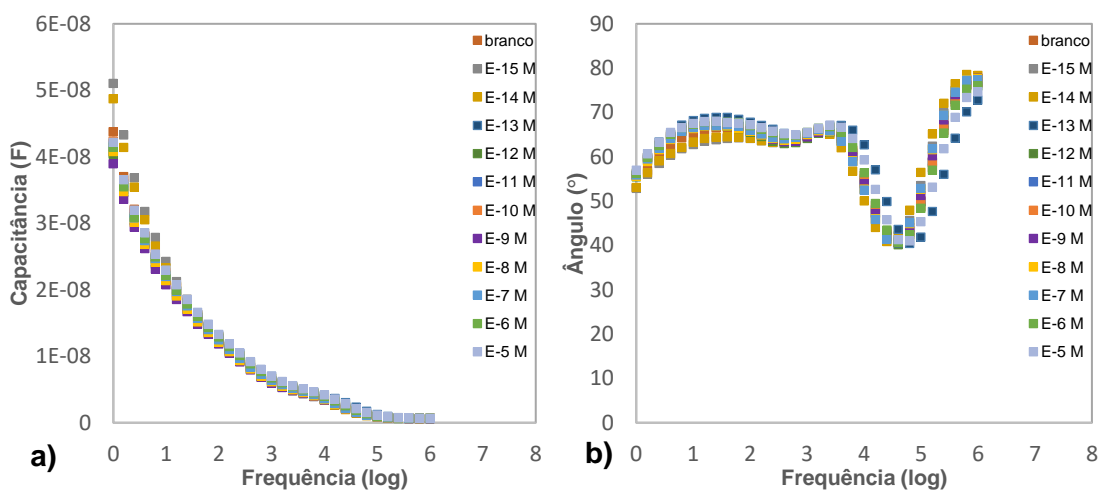 6E-08
5E-08
4E-08
3E-08
2E-08
1E-08
0
Capacitância (F)
0 1 2 3 4 5 6 7 8
Frequência (log)
branco
E-15 M
E-14 M
E-13 M
E-12 M
E-11 M
E-10 M
E-9 M
E-8 M
E-7 M
E-6 M
E-5 M
a)
90
80
70
60
50
40
30
20
10
0
Ângulo (°)
0 1 2 3 4 5 6 7 8
Frequência (log)
branco
E-15 M
E-14 M
E-13 M
E-12 M
E-11 M
E-10 M
E-9 M
E-8 M
E-7 M
E-6 M
E-5 M
b)